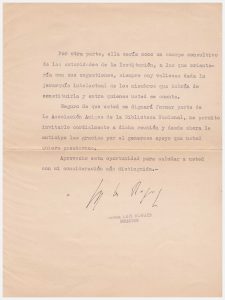 Por otra parte, ella sería como un cuerpo consultivo
de las autoridades de la Institución, a las que orienta-
ría con sus sugestiones, siempre muy valiosas dada la
jerarquía intelectual de los miembros que habría de
constituirla y entre quienes usted se cuenta.
Seguro de que usted se dignará formar parte de
la Asociación Amigos de la Biblioteca Nacional, me permito
invitarlo cordialmente a dicha reunión y desde ahora le
anticipo las gracias por el generoso apoyo que usted
quiera prestarnos.
Aprovecho esta oportunidad para saludar a usted
con mi consideración más distinguida.-
DIRECTOR